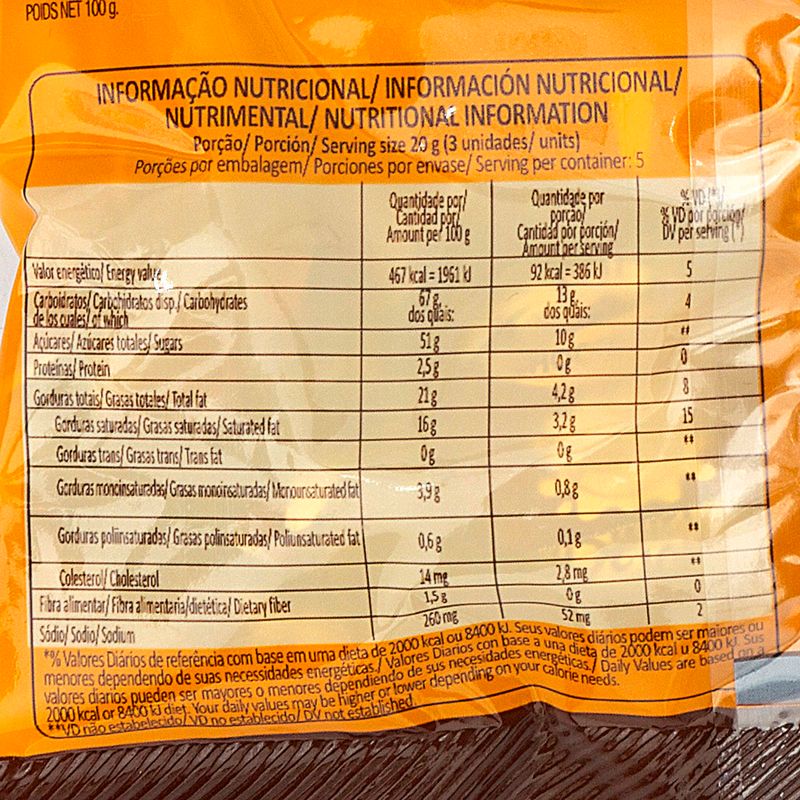 POIDS NET 100 g.
INFORMAÇÃO NUTRICIONAL/ INFORMACIÓN NUTRICIONAL/
NUTRIMENTAL/ NUTRITIONAL INFORMATION
Porção/ Porción/ Serving size 20 g (3 unidades/ units)
Porções por embalagem/ Porciones por envase/ Serving per container: 5
Quantidade por/ Cantidad por/ Amount per 100 g
Quantidade por porção/ Cantidad por porción/ Amount per serving
% VD (*)/ % VD por porción/ DV per serving (*)
Valor energético/ Energy value 467 kcal = 1961 kJ 92 kcal = 386 kJ 5
Carboidratos/ Carbohidratos disp./ Carbohydrates 67 g, 13 g, 4
de los cuales/ of which dos quais: dos quais:
Açúcares/ Azúcares totales/ Sugars 51 g 10 g **
Proteínas/ Protein 2,5 g 0 g 0
Gorduras totais/ Grasas totales/ Total fat 21 g 4,2 g 8
Gorduras saturadas/ Grasas saturadas/ Saturated fat 16 g 3,2 g 15
Gorduras trans/ Grasas trans/ Trans fat 0 g 0 g **
Gorduras monoinsaturadas/ Grasas monoinsaturadas/ Monounsaturated fat 3,9 g 0,8 g **
Gorduras poliinsaturadas/ Grasas polinsaturadas/ Poliunsaturated fat 0,6 g 0,1 g **
Colesterol/ Cholesterol 14 mg 2,8 mg **
Fibra alimentar/ Fibra alimentaria/dietética/ Dietary fiber 1,5 g 0 g 0
Sódio/ Sodio/ Sodium 260 mg 52 mg 2
*% Valores Diários de referência com base em uma dieta de 2000 kcal ou 8400 kJ. Seus valores diários podem ser maiores ou
menores dependendo de suas necessidades energéticas./ Valores Diarios con base a una dieta de 2000 kcal u 8400 kJ. Sus
valores diarios pueden ser mayores o menores dependiendo de sus necesidades energéticas./ Daily Values are based on a
2000 kcal or 8400 kJ diet. Your daily values may be higher or lower depending on your calorie needs.
**VD não estabelecido/ VD no establecido/ DV not established.